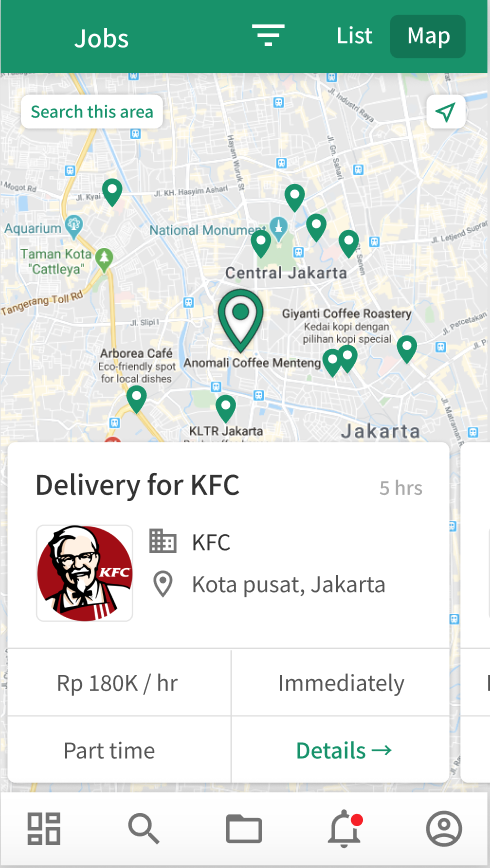 Jobs
List
Map
Search this area
Jl. Industri Raya
Mogot Rd
Jl. Kyai
Jl. KH. Hasyim Ashari
Hayam Wuruk St
Jl. Gn. Sahari
Aquarium
National Monument
Jl. Letjend Suprap
Taman Kota
"Cattleya"
Central Jakarta
Senen
Tangerang Toll Rd
Jl. Slipi I
Giyanti Coffee Roastery
Kedai kopi dengan
pilihan kopi special
Jl. Percetakan
Arborea Café
Eco-friendly spot
for local dishes
Anomali Coffee Menteng
Jl. Matraman R
KLTR Jakarta
Jakarta
Delivery for KFC
5 hrs
KFC
KFC
Kota pusat, Jakarta
Rp 180K / hr
Immediately
Part time
Details →